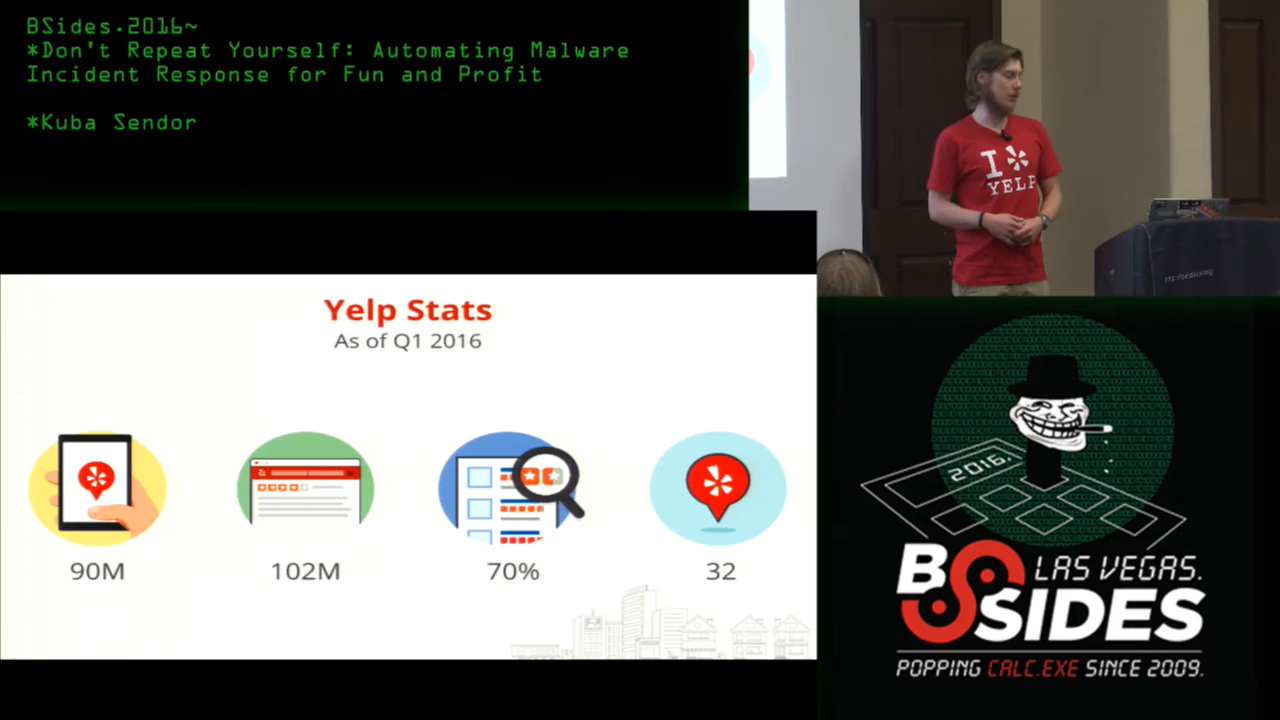 BSides.2016~
*Don't Repeat Yourself: Automating Malware
Incident Response for Fun and Profit
*Kuba Sendor
I
YELP
Yelp Stats
As of Q1 2016
90M
102M
70%
32
2016.
BSIDES
LAS VEGAS.
POPPING CALC.EXE SINCE 2009.